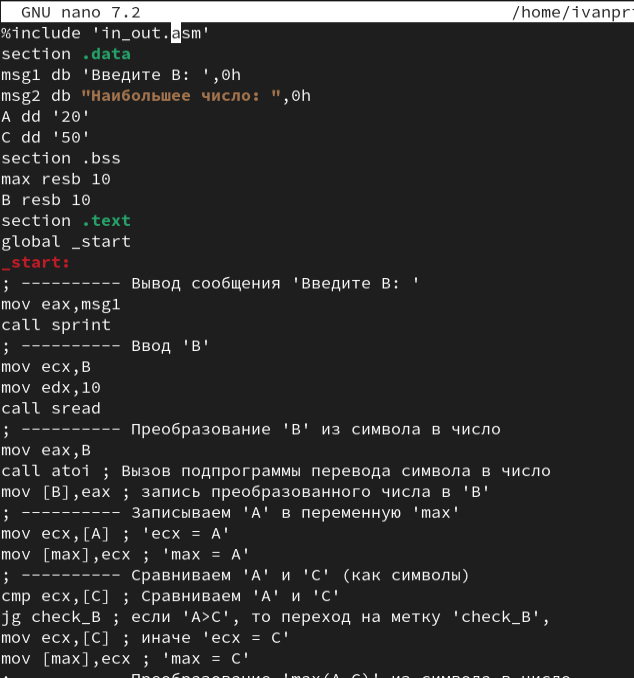 GNU nano 7.2 /home/ivanpr
%include 'in_out.asm'
section .data
msg1 db 'Введите B: ',0h
msg2 db "Наибольшее число: ",0h
A dd '20'
C dd '50'
section .bss
max resb 10
B resb 10
section .text
global _start
_start:
; ---------- Вывод сообщения 'Введите B: '
mov eax,msg1
call sprint
; ---------- Ввод 'B'
mov ecx,B
mov edx,10
call sread
; ---------- Преобразование 'B' из символа в число
mov eax,B
call atoi ; Вызов подпрограммы перевода символа в число
mov [B],eax ; запись преобразованного числа в 'B'
; ---------- Записываем 'A' в переменную 'max'
mov ecx,[A] ; 'ecx = A'
mov [max],ecx ; 'max = A'
; ---------- Сравниваем 'A' и 'С' (как символы)
cmp ecx,[C] ; Сравниваем 'A' и 'С'
jg check_B ; если 'A>C', то переход на метку 'check_B',
mov ecx,[C] ; иначе 'ecx = C'
mov [max],ecx ; 'max = C'
; ---------- Преобразование 'max(A,C)' из символа в число